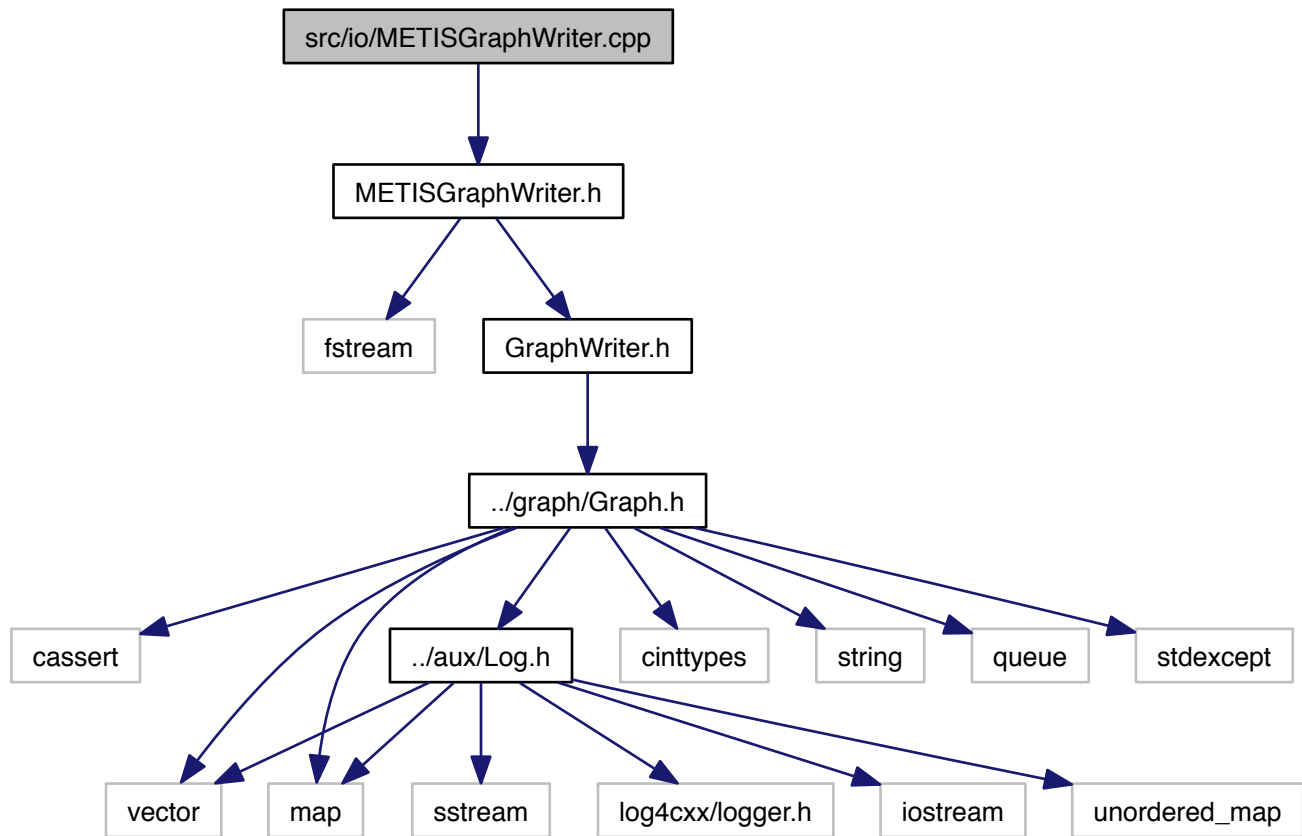 src/io/METISGraphWriter.cpp
METISGraphWriter.h
fstream
GraphWriter.h
../graph/Graph.h
cassert
../aux/Log.h
cinttypes
string
queue
stdexcept
vector
map
sstream
log4cxx/logger.h
iostream
unordered_map